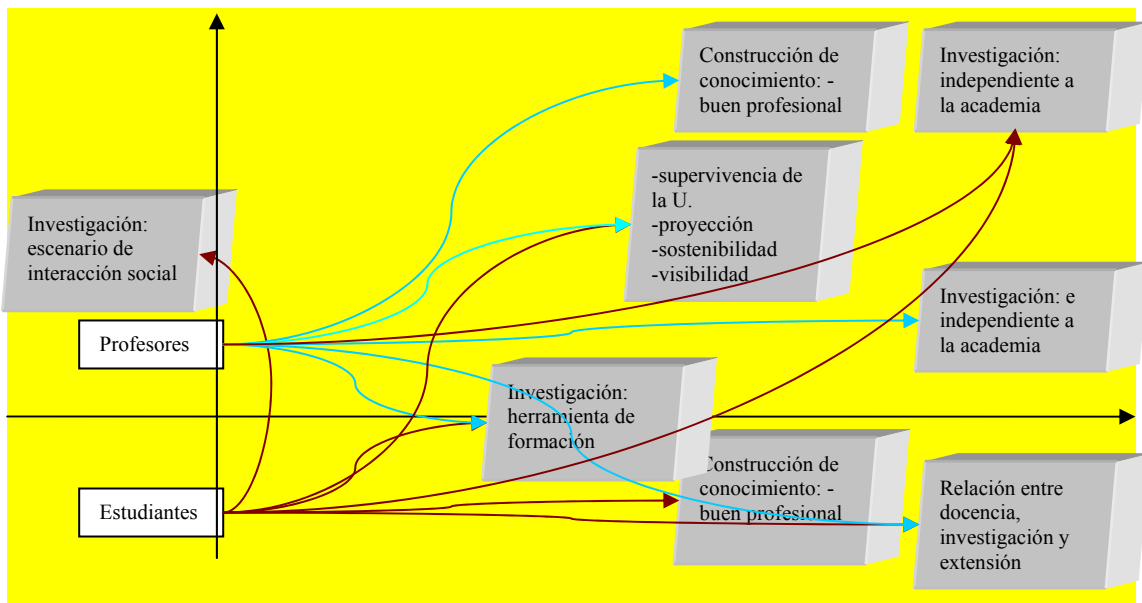 Construcción de
conocimiento: -
buen profesional
Investigación:
independiente a
la academia
-supervivencia de
la U.
-proyección
-sostenibilidad
-visibilidad
Investigación:
escenario de
interacción social
Investigación: e
independiente a
la academia
Profesores
Investigación:
herramienta de
formación
Construcción de
conocimiento: -
buen profesional
Relación entre
docencia,
investigación y
extensión
Estudiantes